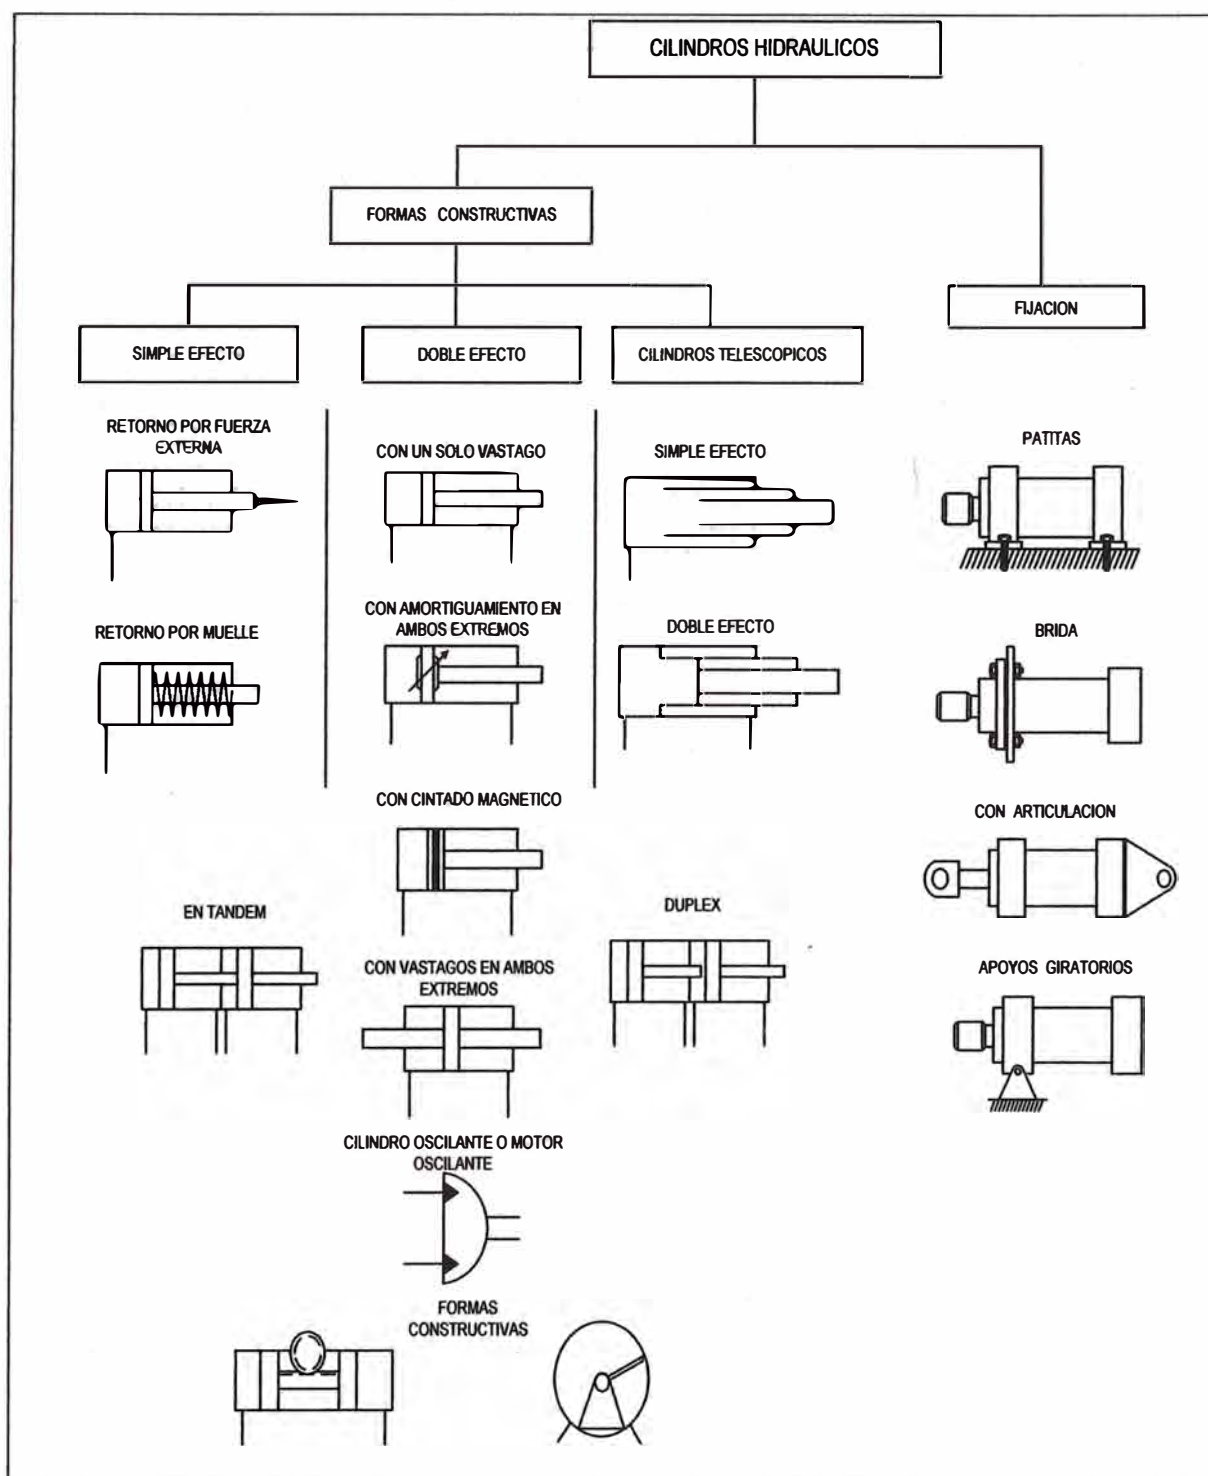 CILINDROS HIDRAULICOS
FORMAS CONSTRUCTIVAS
FIJACION
SIMPLE EFECTO
DOBLE EFECTO
CILINDROS TELESCOPICOS
RETORNO POR FUERZA
EXTERNA
RETORNO POR MUELLE
CON UN SOLO VASTAGO
CON AMORTIGUAMIENTO EN
AMBOS EXTREMOS
CON CINTADO MAGNETICO
CON VASTAGOS EN AMBOS
EXTREMOS
SIMPLE EFECTO
DOBLE EFECTO
EN TANDEM
DUPLEX
CILINDRO OSCILANTE O MOTOR
OSCILANTE
FORMAS
CONSTRUCTIVAS
PATITAS
BRIDA
CON ARTICULACION
APOYOS GIRATORIOS